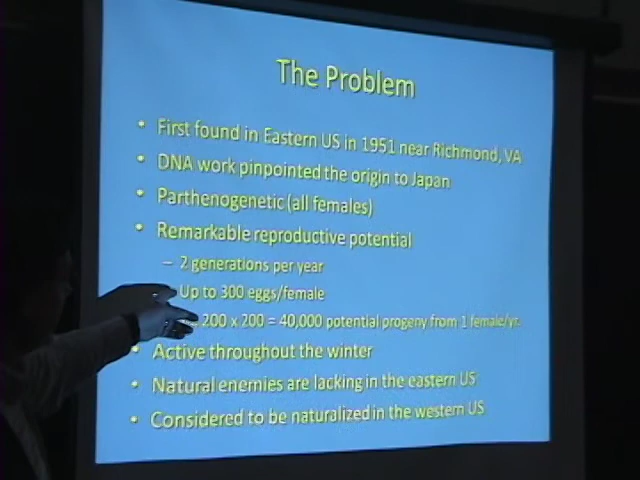 The Problem
• First found in Eastern US in 1951 near Richmond, VA
• DNA work pinpointed the origin to Japan
• Parthenogenetic (all females)
• Remarkable reproductive potential
– 2 generations per year
Up to 300 eggs/female
200 x 200 = 40,000 potential progeny from 1 female/yr.
• Active throughout the winter
• Natural enemies are lacking in the eastern US
• Considered to be naturalized in the western US